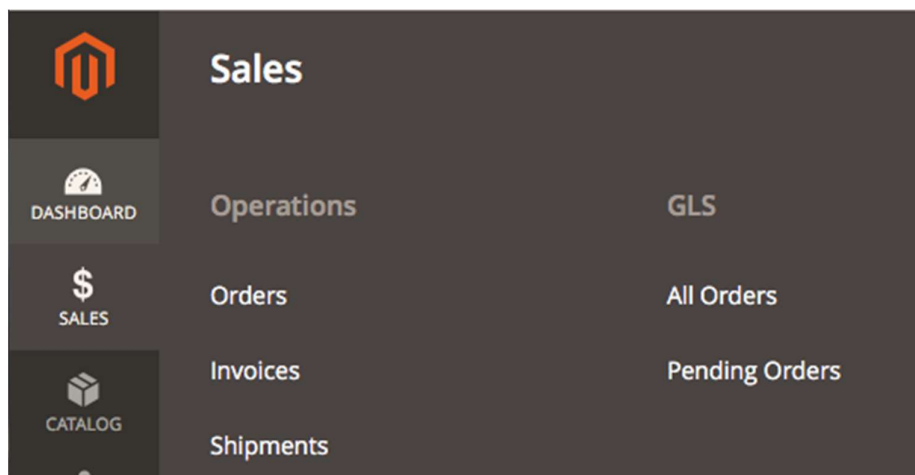 Sales
DASHBOARD
Operations
GLS
$
SALES
Orders
All Orders
Invoices
Pending Orders
CATALOG
Shipments